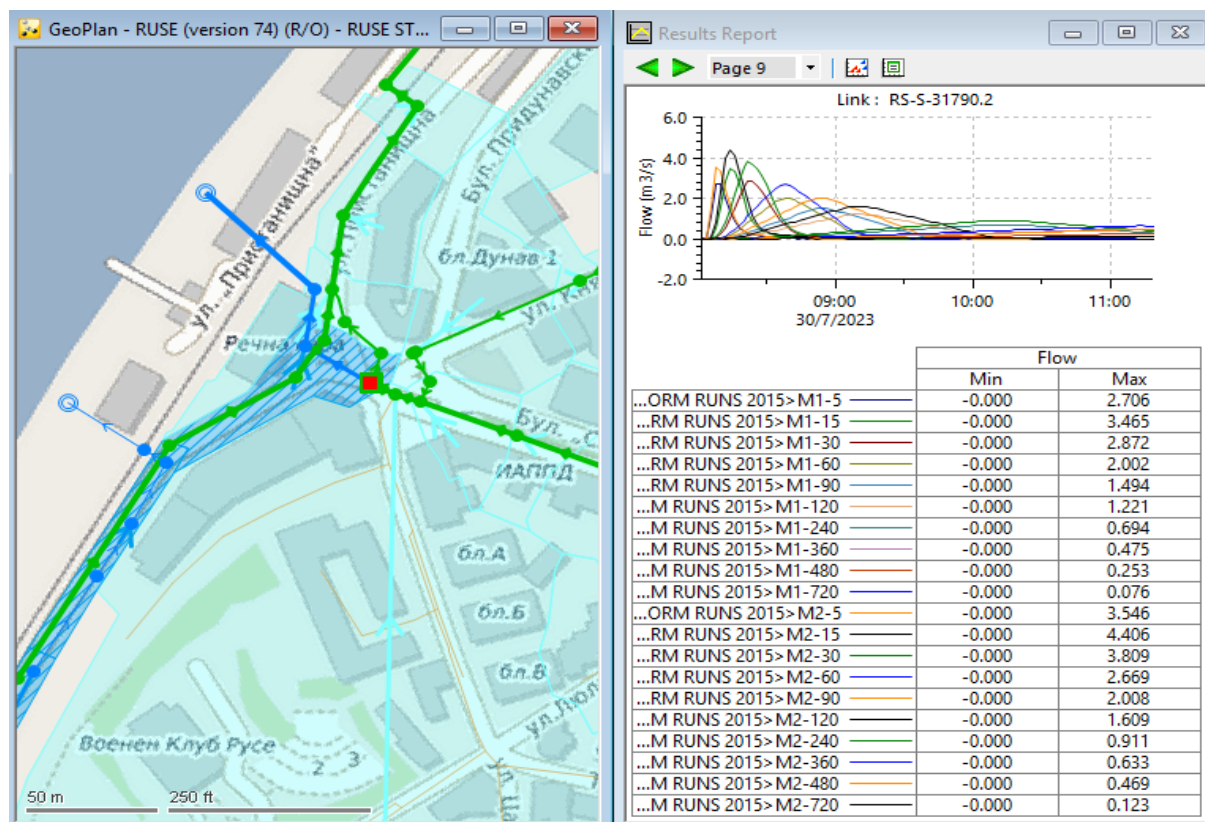 GeoPlan - RUSE (version 74) (R/O) - RUSE ST...
бл.Дунав 1
ул. „Пристанищна"
Бул. Придунавски
ИАППД
бл.А
бл.Б
бл.В
Военен Клуб Русе
2
3
50 m
250 ft
Results Report
Page 9
Link : RS-S-31790.2
6.0
4.0
2.0
0.0
-2.0
Flow (m3/s)
09:00
10:00
11:00
30/7/2023
Flow
Min Max
...ORM RUNS 2015>M1-5 -0.000 2.706
...RM RUNS 2015>M1-15 -0.000 3.465
...RM RUNS 2015>M1-30 -0.000 2.872
...RM RUNS 2015>M1-60 -0.000 2.002
...RM RUNS 2015>M1-90 -0.000 1.494
...M RUNS 2015>M1-120 -0.000 1.221
...M RUNS 2015>M1-240 -0.000 0.694
...M RUNS 2015>M1-360 -0.000 0.475
...M RUNS 2015>M1-480 -0.000 0.253
...M RUNS 2015>M1-720 -0.000 0.076
...ORM RUNS 2015>M2-5 -0.000 3.546
...RM RUNS 2015>M2-15 -0.000 4.406
...RM RUNS 2015>M2-30 -0.000 3.809
...RM RUNS 2015>M2-60 -0.000 2.669
...RM RUNS 2015>M2-90 -0.000 2.008
...M RUNS 2015>M2-120 -0.000 1.609
...M RUNS 2015>M2-240 -0.000 0.911
...M RUNS 2015>M2-360 -0.000 0.633
...M RUNS 2015>M2-480 -0.000 0.469
...M RUNS 2015>M2-720 -0.000 0.123